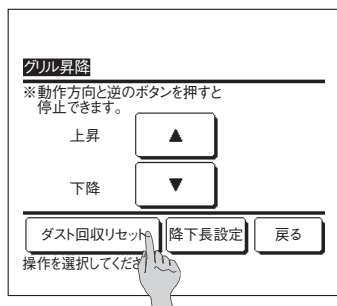 グリル昇降
※動作方向と逆のボタンを押すと
停止できます。
上昇
▲
下降
▼
ダスト回収リセット 降下長設定 戻る
操作を選択してくださ